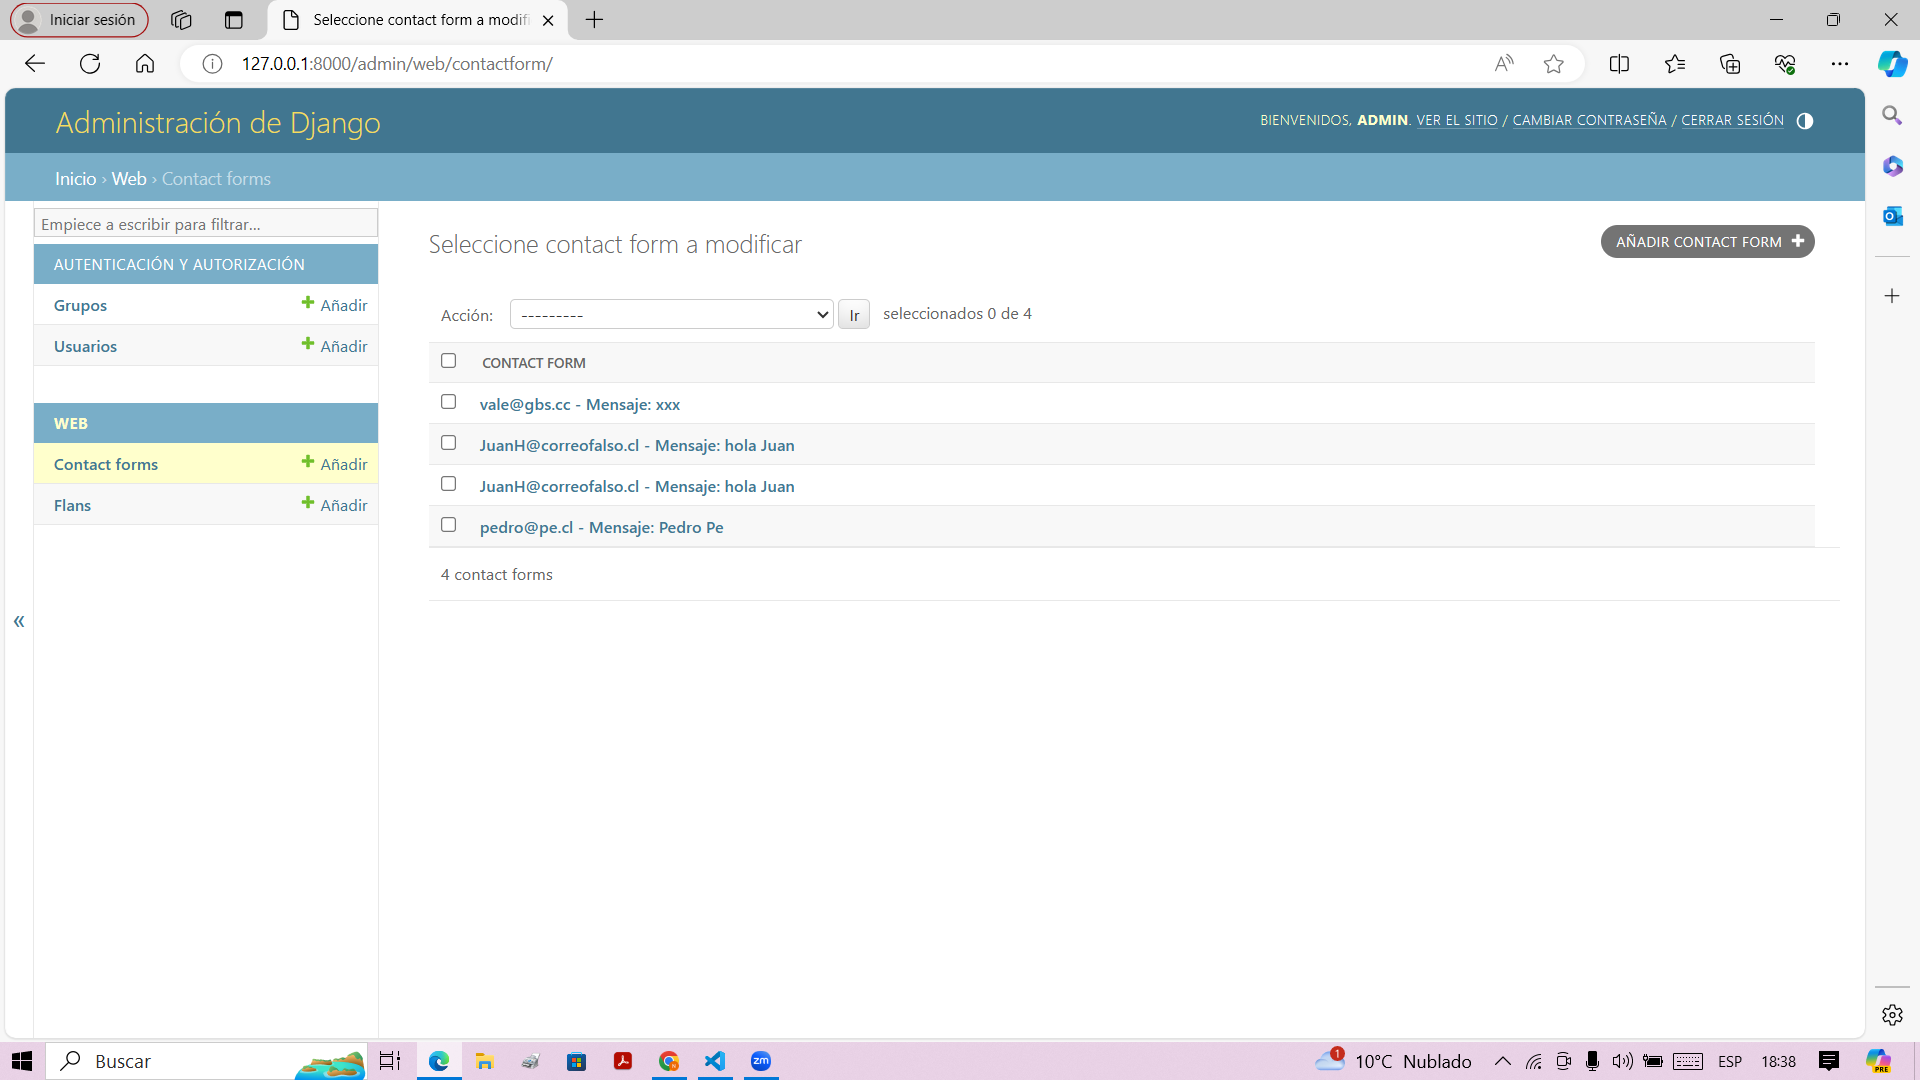 Iniciar sesión
Seleccione contact form a modifi
127.0.0.1:8000/admin/web/contactform/
Administración de Django
BIENVENIDOS, ADMIN. VER EL SITIO / CAMBIAR CONTRASEÑA / CERRAR SESIÓN
Inicio › Web › Contact forms
Empiece a escribir para filtrar...
AUTENTICACIÓN Y AUTORIZACIÓN
Grupos
Añadir
Usuarios
Añadir
WEB
Contact forms
Añadir
Flans
Añadir
«
Seleccione contact form a modificar
AÑADIR CONTACT FORM
Acción:
---------
Ir
seleccionados 0 de 4
CONTACT FORM
vale@gbs.cc - Mensaje: xxx
JuanH@correofalso.cl - Mensaje: hola Juan
JuanH@correofalso.cl - Mensaje: hola Juan
pedro@pe.cl - Mensaje: Pedro Pe
4 contact forms
Buscar
zm
1
10°C Nublado
ESP
18:38
PRE